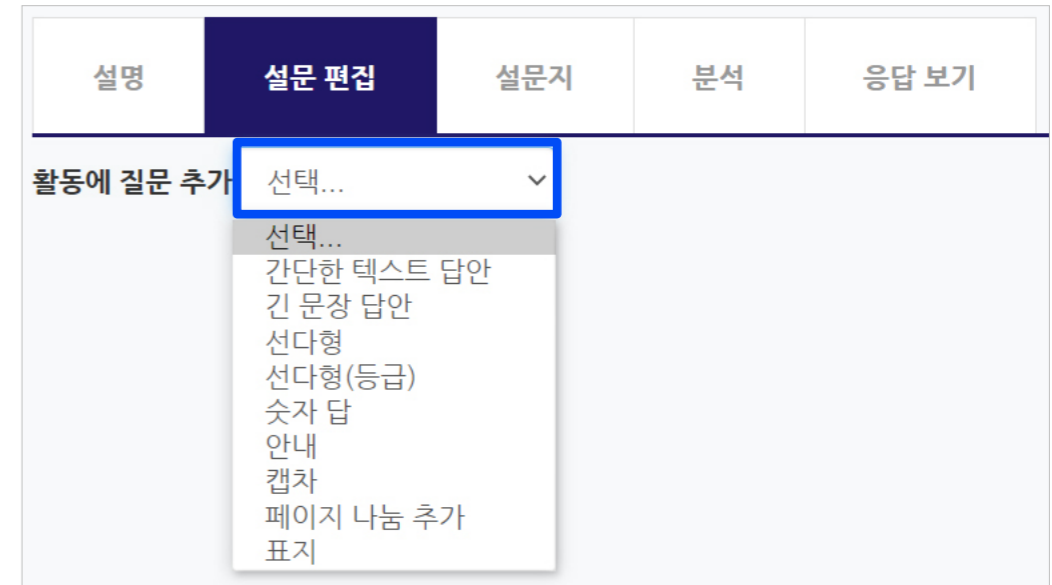 설명 설문 편집 설문지 분석 응답 보기
활동에 질문 추가 선택...
선택...
간단한 텍스트 답안
긴 문장 답안
선다형
선다형(등급)
숫자 답
안내
캡차
페이지 나눔 추가
표지